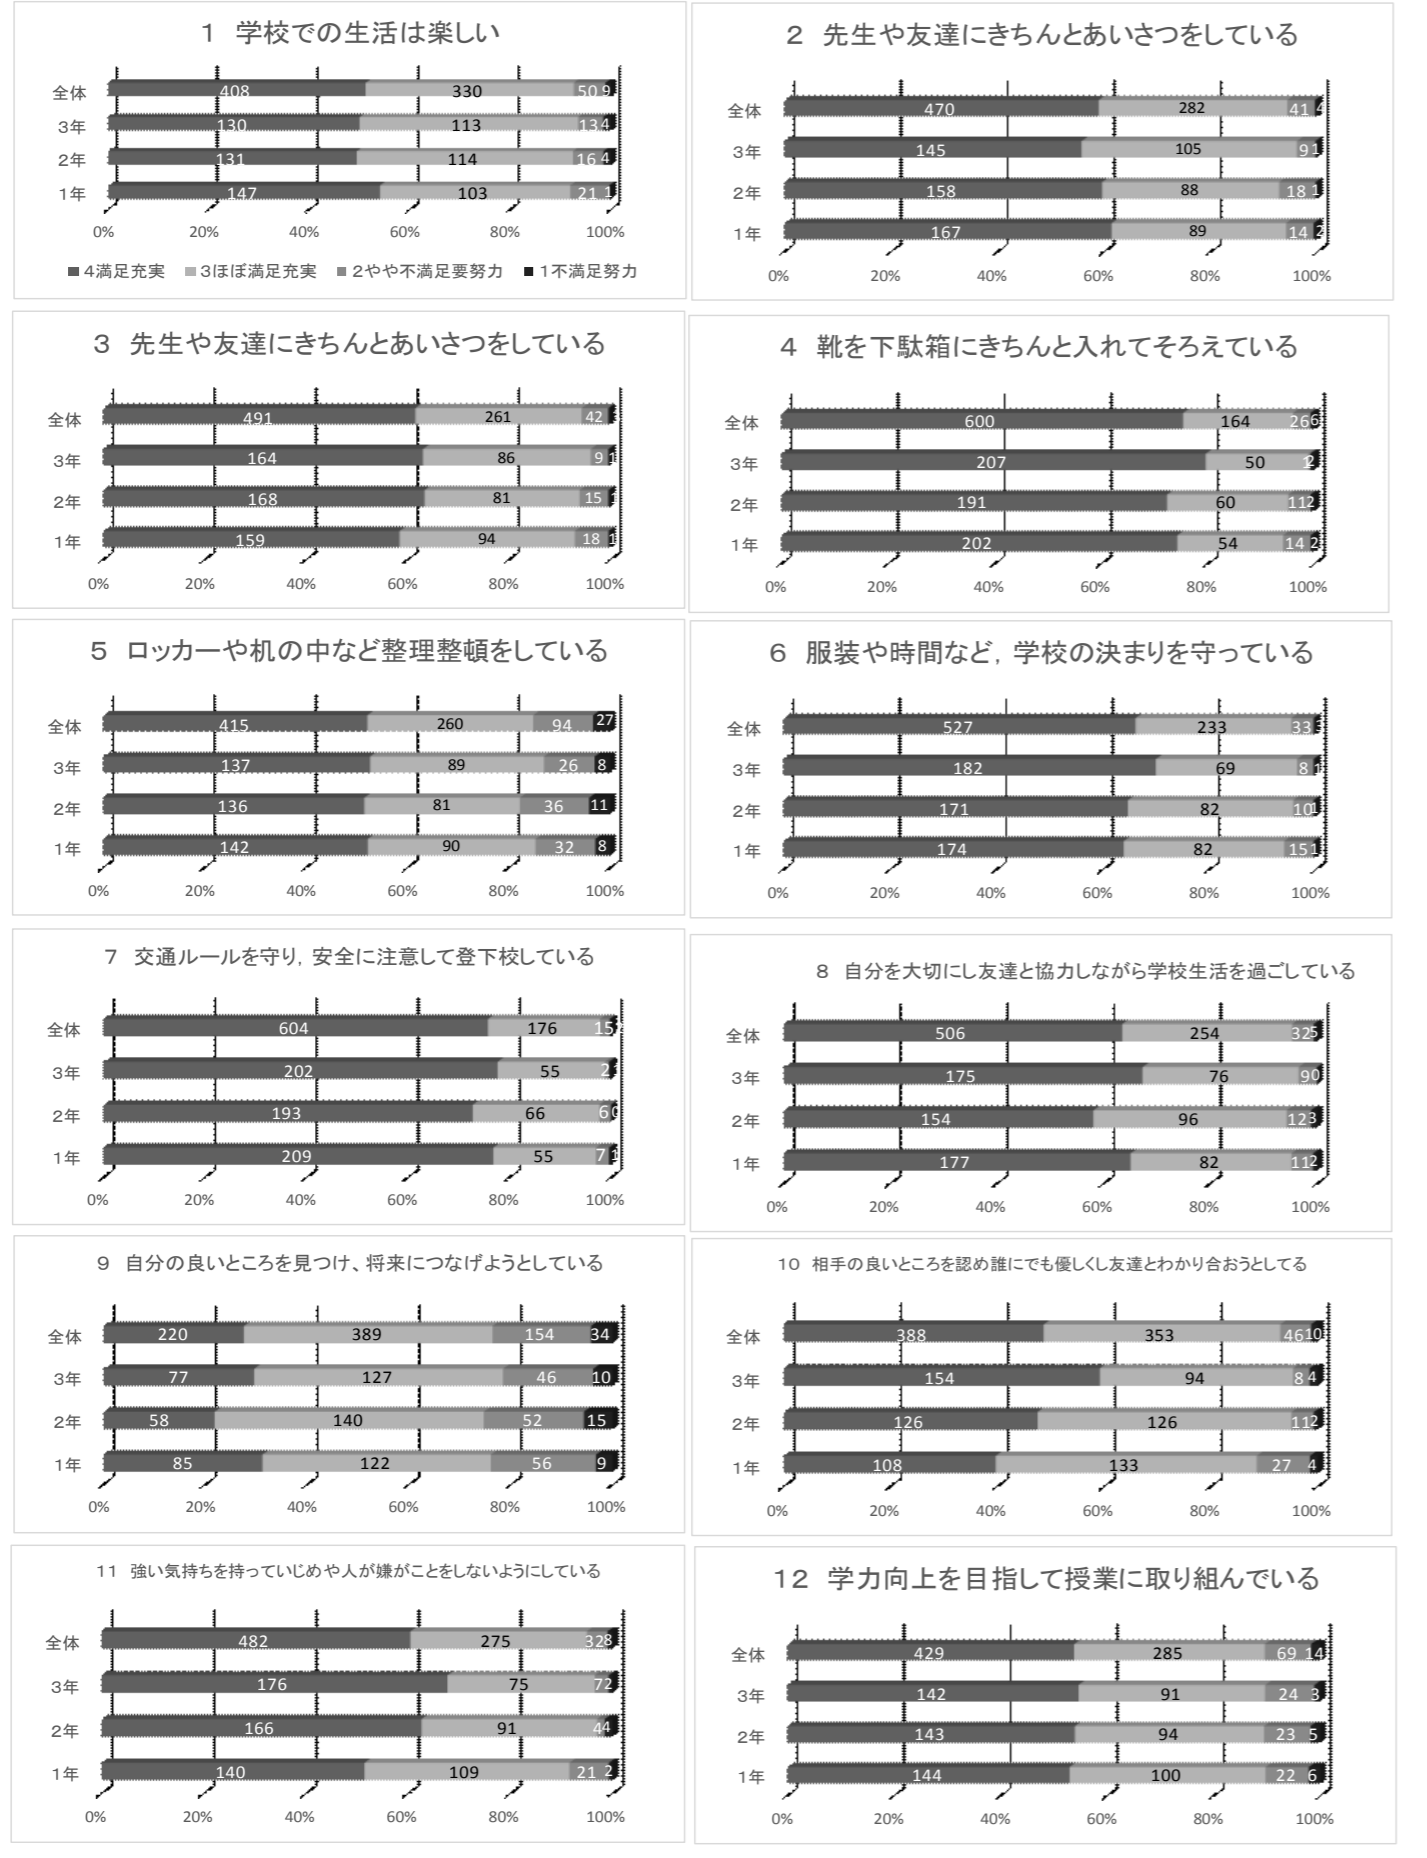 １　学校での生活は楽しい
全体 408 330 50 9
３年 130 113 13 4
２年 131 114 16 4
１年 147 103 21 1
0% 20% 40% 60% 80% 100%
■４満足充実 ■３ほぼ満足充実 ■２やや不満足要努力 ■１不満足努力
２　先生や友達にきちんとあいさつをしている
全体 470 282 41 4
３年 145 105 9 1
２年 158 88 18 1
１年 167 89 14 2
0% 20% 40% 60% 80% 100%
３　先生や友達にきちんとあいさつをしている
全体 491 261 42
３年 164 86 9 1
２年 168 81 15 1
１年 159 94 18 1
0% 20% 40% 60% 80% 100%
４　靴を下駄箱にきちんと入れてそろえている
全体 600 164 26 6
３年 207 50 1 2
２年 191 60 11 2
１年 202 54 14 2
0% 20% 40% 60% 80% 100%
５　ロッカーや机の中など整理整頓をしている
全体 415 260 94 27
３年 137 89 26 8
２年 136 81 36 11
１年 142 90 32 8
0% 20% 40% 60% 80% 100%
６　服装や時間など，学校の決まりを守っている
全体 527 233 33 3
３年 182 69 8 1
２年 171 82 10 1
１年 174 82 15 1
0% 20% 40% 60% 80% 100%
７　交通ルールを守り，安全に注意して登下校している
全体 604 176 15
３年 202 55 2
２年 193 66 6 0
１年 209 55 7 1
0% 20% 40% 60% 80% 100%
８　自分を大切にし友達と協力しながら学校生活を過ごしている
全体 506 254 32 5
３年 175 76 9 0
２年 154 96 12 3
１年 177 82 11 2
0% 20% 40% 60% 80% 100%
９　自分の良いところを見つけ、将来につなげようとしている
全体 220 389 154 34
３年 77 127 46 10
２年 58 140 52 15
１年 85 122 56 9
0% 20% 40% 60% 80% 100%
１０　相手の良いところを認め誰にでも優しくし友達とわかり合おうとしてる
全体 388 353 46 10
３年 154 94 8 4
２年 126 126 11 2
１年 108 133 27 4
0% 20% 40% 60% 80% 100%
１１　強い気持ちを持っていじめや人が嫌がことをしないようにしている
全体 482 275 32 8
３年 176 75 7 2
２年 166 91 4 4
１年 140 109 21 2
0% 20% 40% 60% 80% 100%
１２　学力向上を目指して授業に取り組んでいる
全体 429 285 69 14
３年 142 91 24 3
２年 143 94 23 5
１年 144 100 22 6
0% 20% 40% 60% 80% 100%